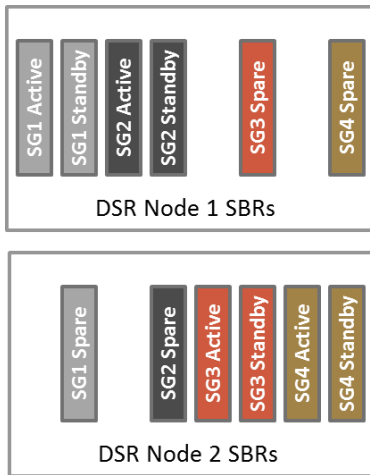 SG1 Active
SG1 Standby
SG2 Active
SG2 Standby
SG3 Spare
SG4 Spare
DSR Node 1 SBRs
SG1 Spare
SG2 Spare
SG3 Active
SG3 Standby
SG4 Active
SG4 Standby
DSR Node 2 SBRs